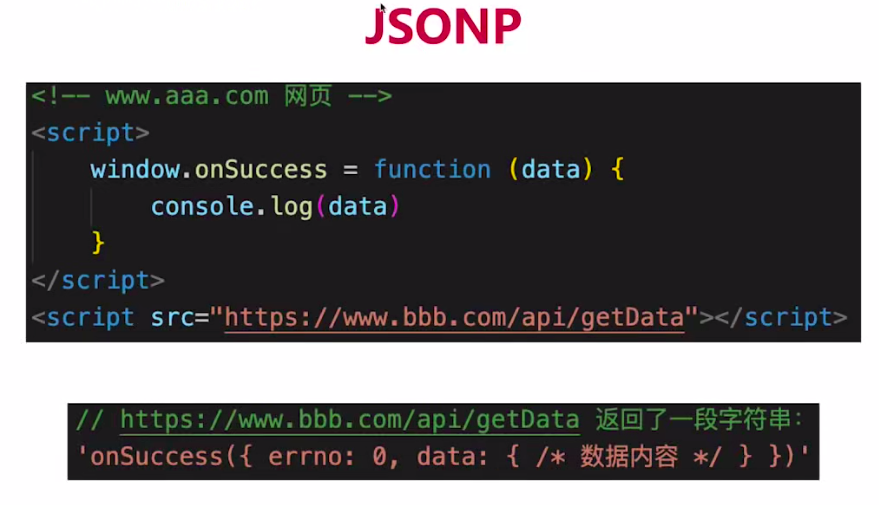 JSONP
<!-- www.aaa.com 网页 -->
<script>
    window.onSuccess = function (data) {
        console.log(data)
    }
</script>
<script src="https://www.bbb.com/api/getData"></script>
// https://www.bbb.com/api/getData 返回了一段字符串：
'onSuccess({ errno: 0, data: { /* 数据内容 */ } })'